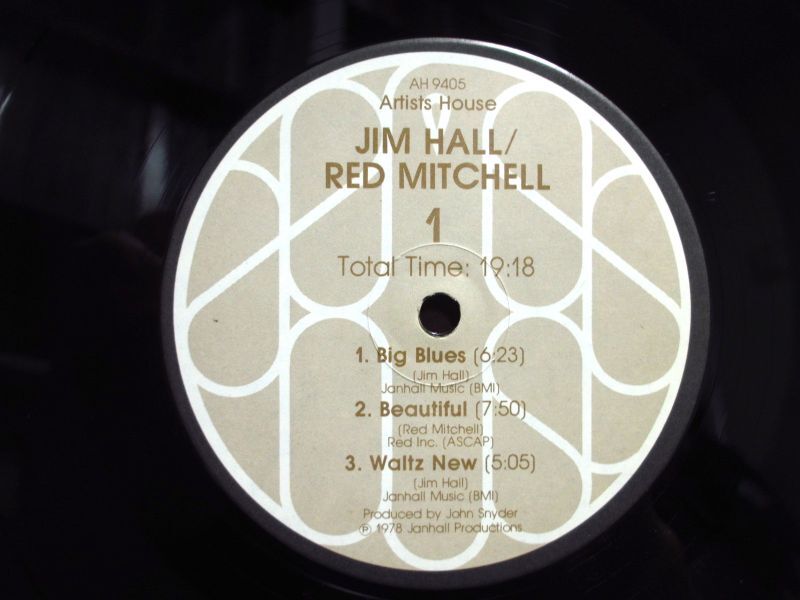 AH 9405
Artists House
JIM HALL/
RED MITCHELL
1
Total Time: 19:18
1. Big Blues (6:23)
(Jim Hall)
Janhall Music (BMI)
2. Beautiful (7:50)
(Red Mitchell)
Red Inc. (ASCAP)
3. Waltz New (5:05)
(Jim Hall)
Janhall Music (BMI)
Produced by John Snyder
℗ 1978 Janhall Productions